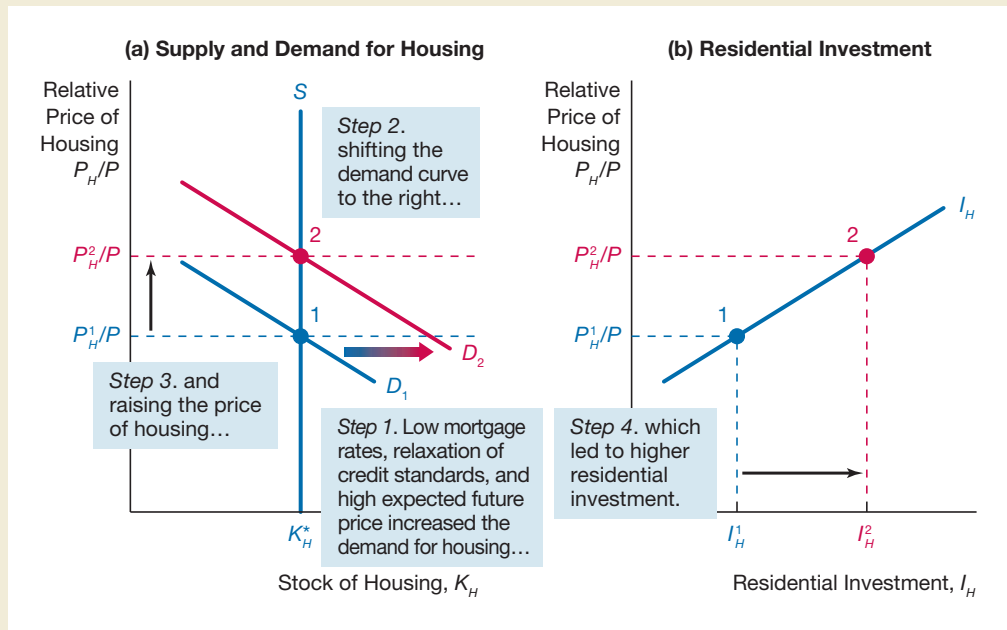 (a) Supply and Demand for Housing
Relative
Price of
Housing
P_H/P
S
Step 2.
shifting the
demand curve
to the right…
2
P_H^2/P
1
P_H^1/P
D_2
D_1
Step 3. and
raising the price
of housing…
Step 1. Low mortgage
rates, relaxation of
credit standards, and
high expected future
price increased the
demand for housing…
K_H^*
Stock of Housing, K_H
(b) Residential Investment
Relative
Price of
Housing
P_H/P
I_H
2
P_H^2/P
1
P_H^1/P
Step 4. which
led to higher
residential
investment.
I_H^1
I_H^2
Residential Investment, I_H